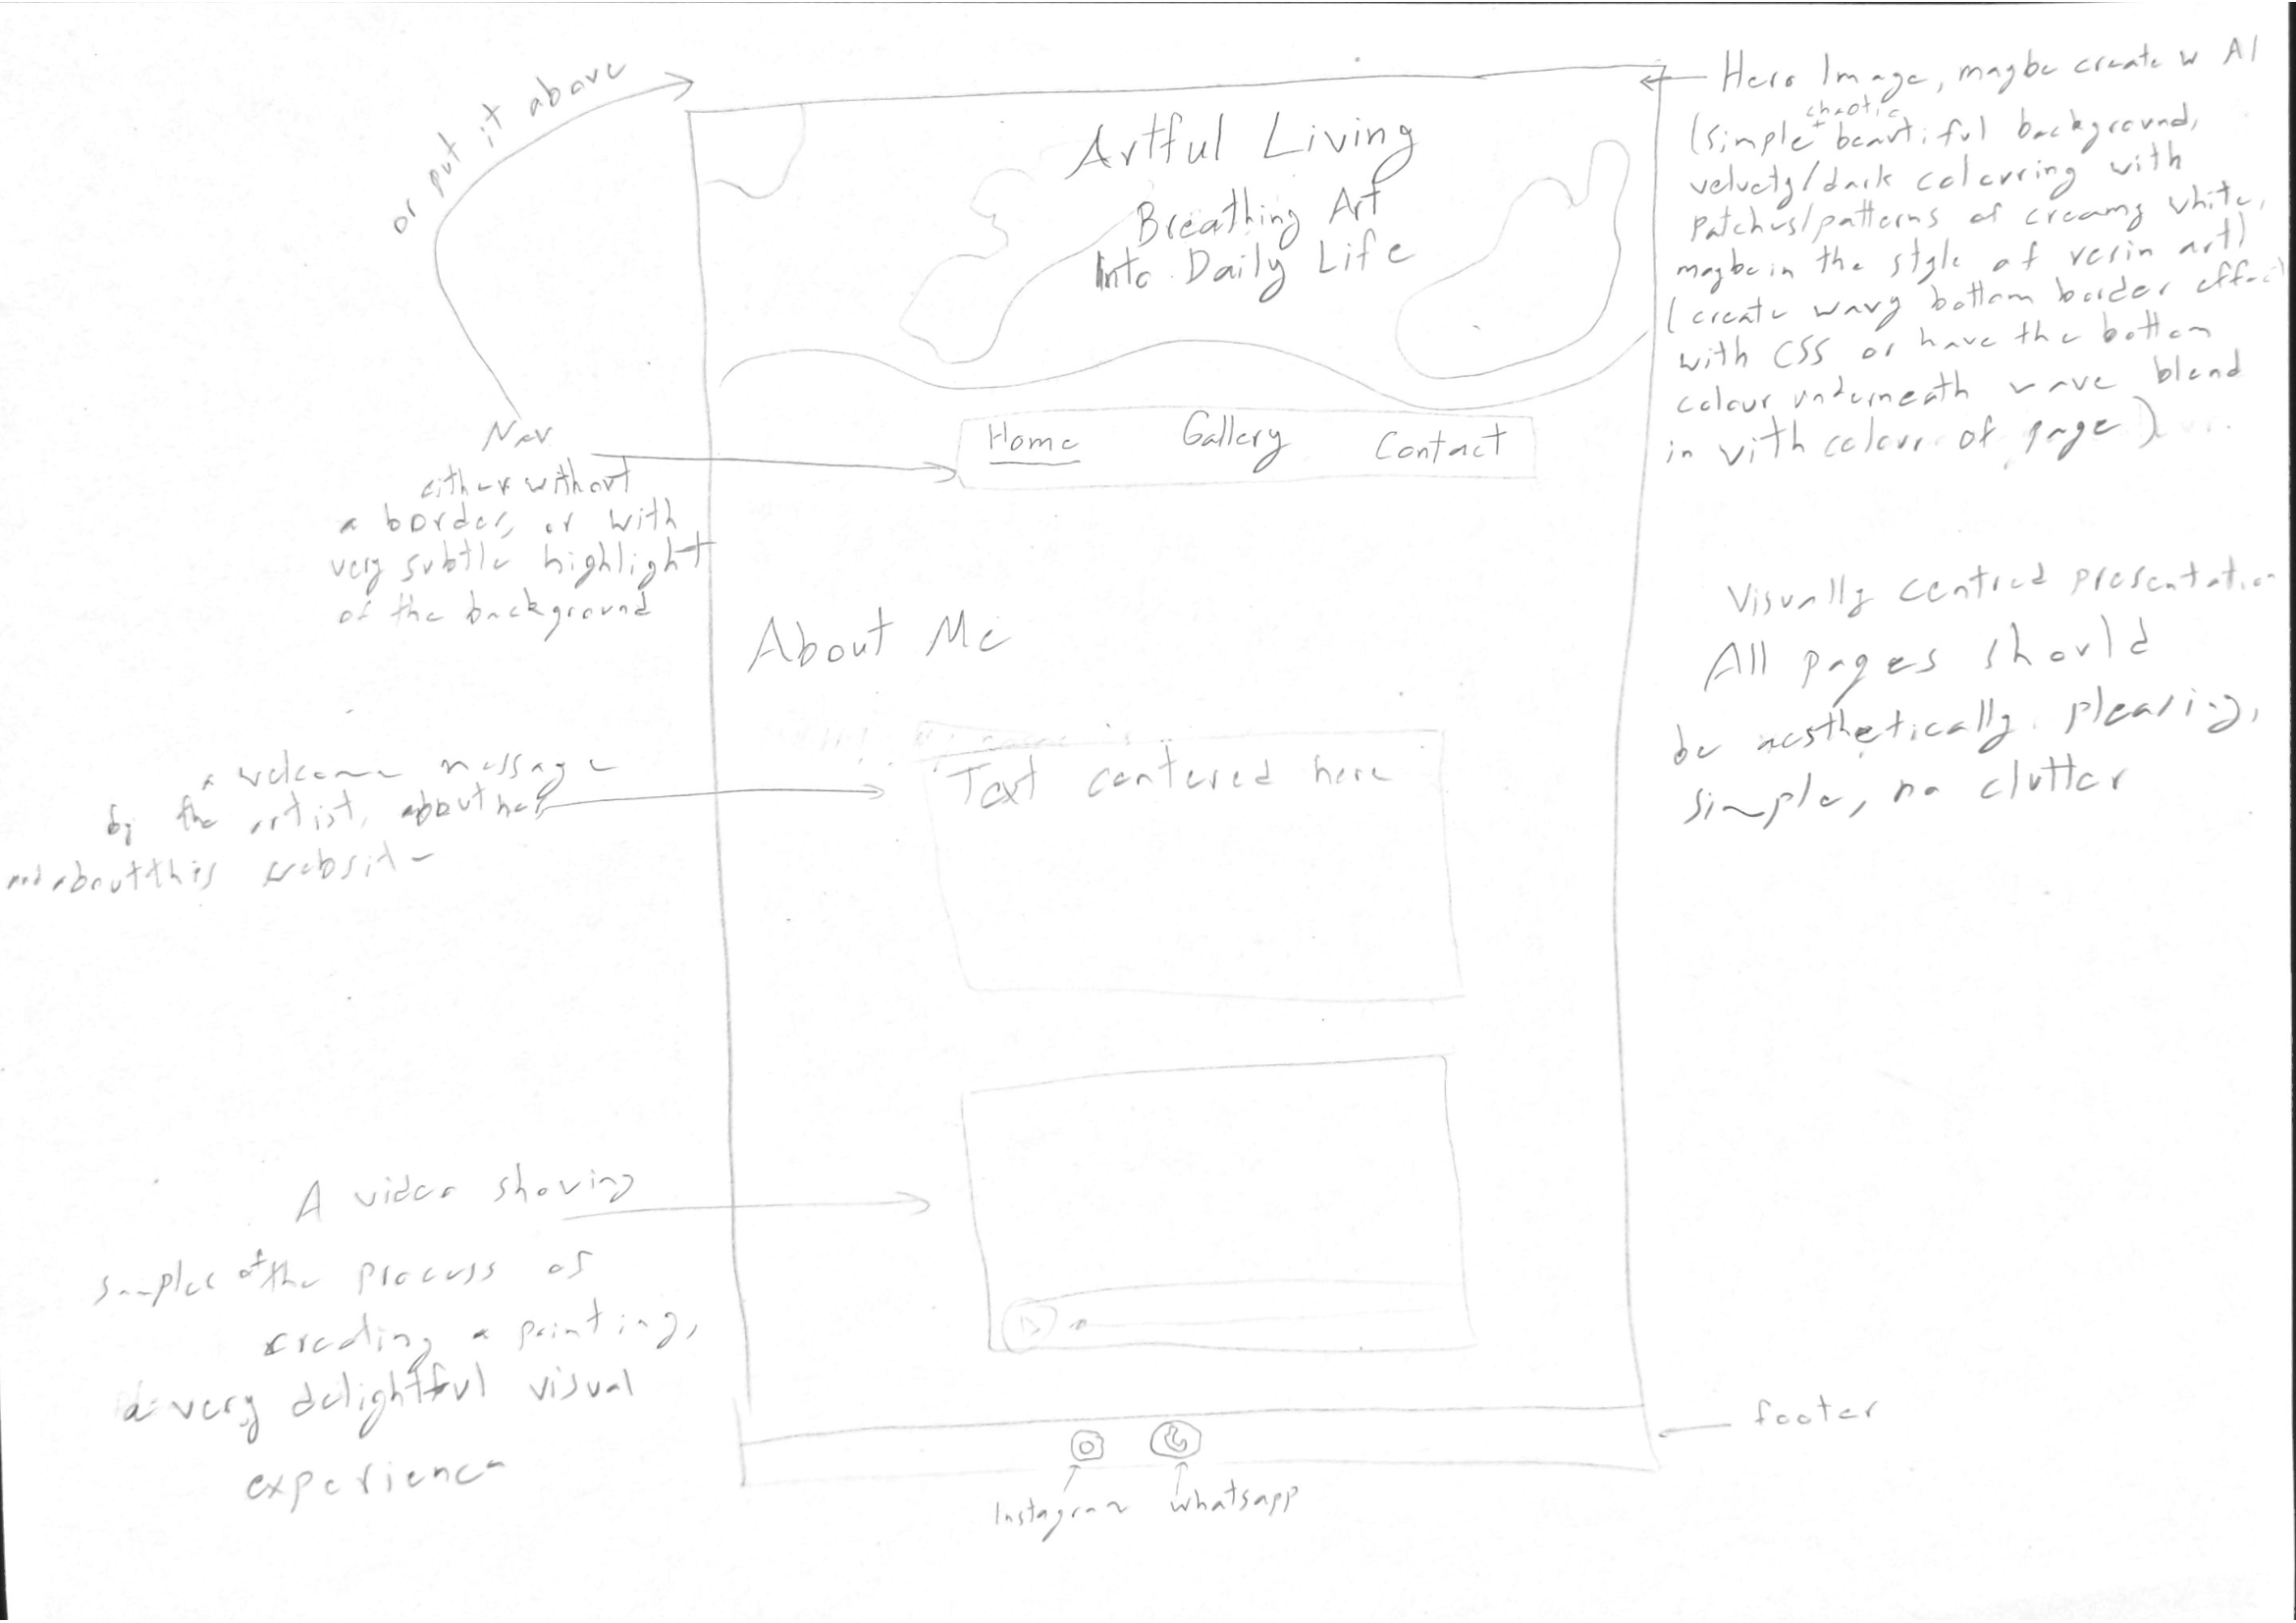 or put it above
Nav
either without
a border, or with
very subtle highlight
of the background
a welcome message
by the artist, about her,
and about this website
A video showing
samples of the process of
creating a painting,
a very delightful visual
experience
Artful Living
Breathing Art
Into Daily Life
Home Gallery Contact
About Me
Text centered here
Instagram Whatsapp
Hero Image, maybe create w AI
(simple + chaotic beautiful background,
velvety/dark colouring with
patches/patterns of creamy white,
maybe in the style of resin art)
(create wavy bottom border effect
with CSS or have the bottom
colour underneath wave blend
in with colour of page)
Visually centred presentation
All pages should
be aesthetically pleasing,
simple, no clutter
footer